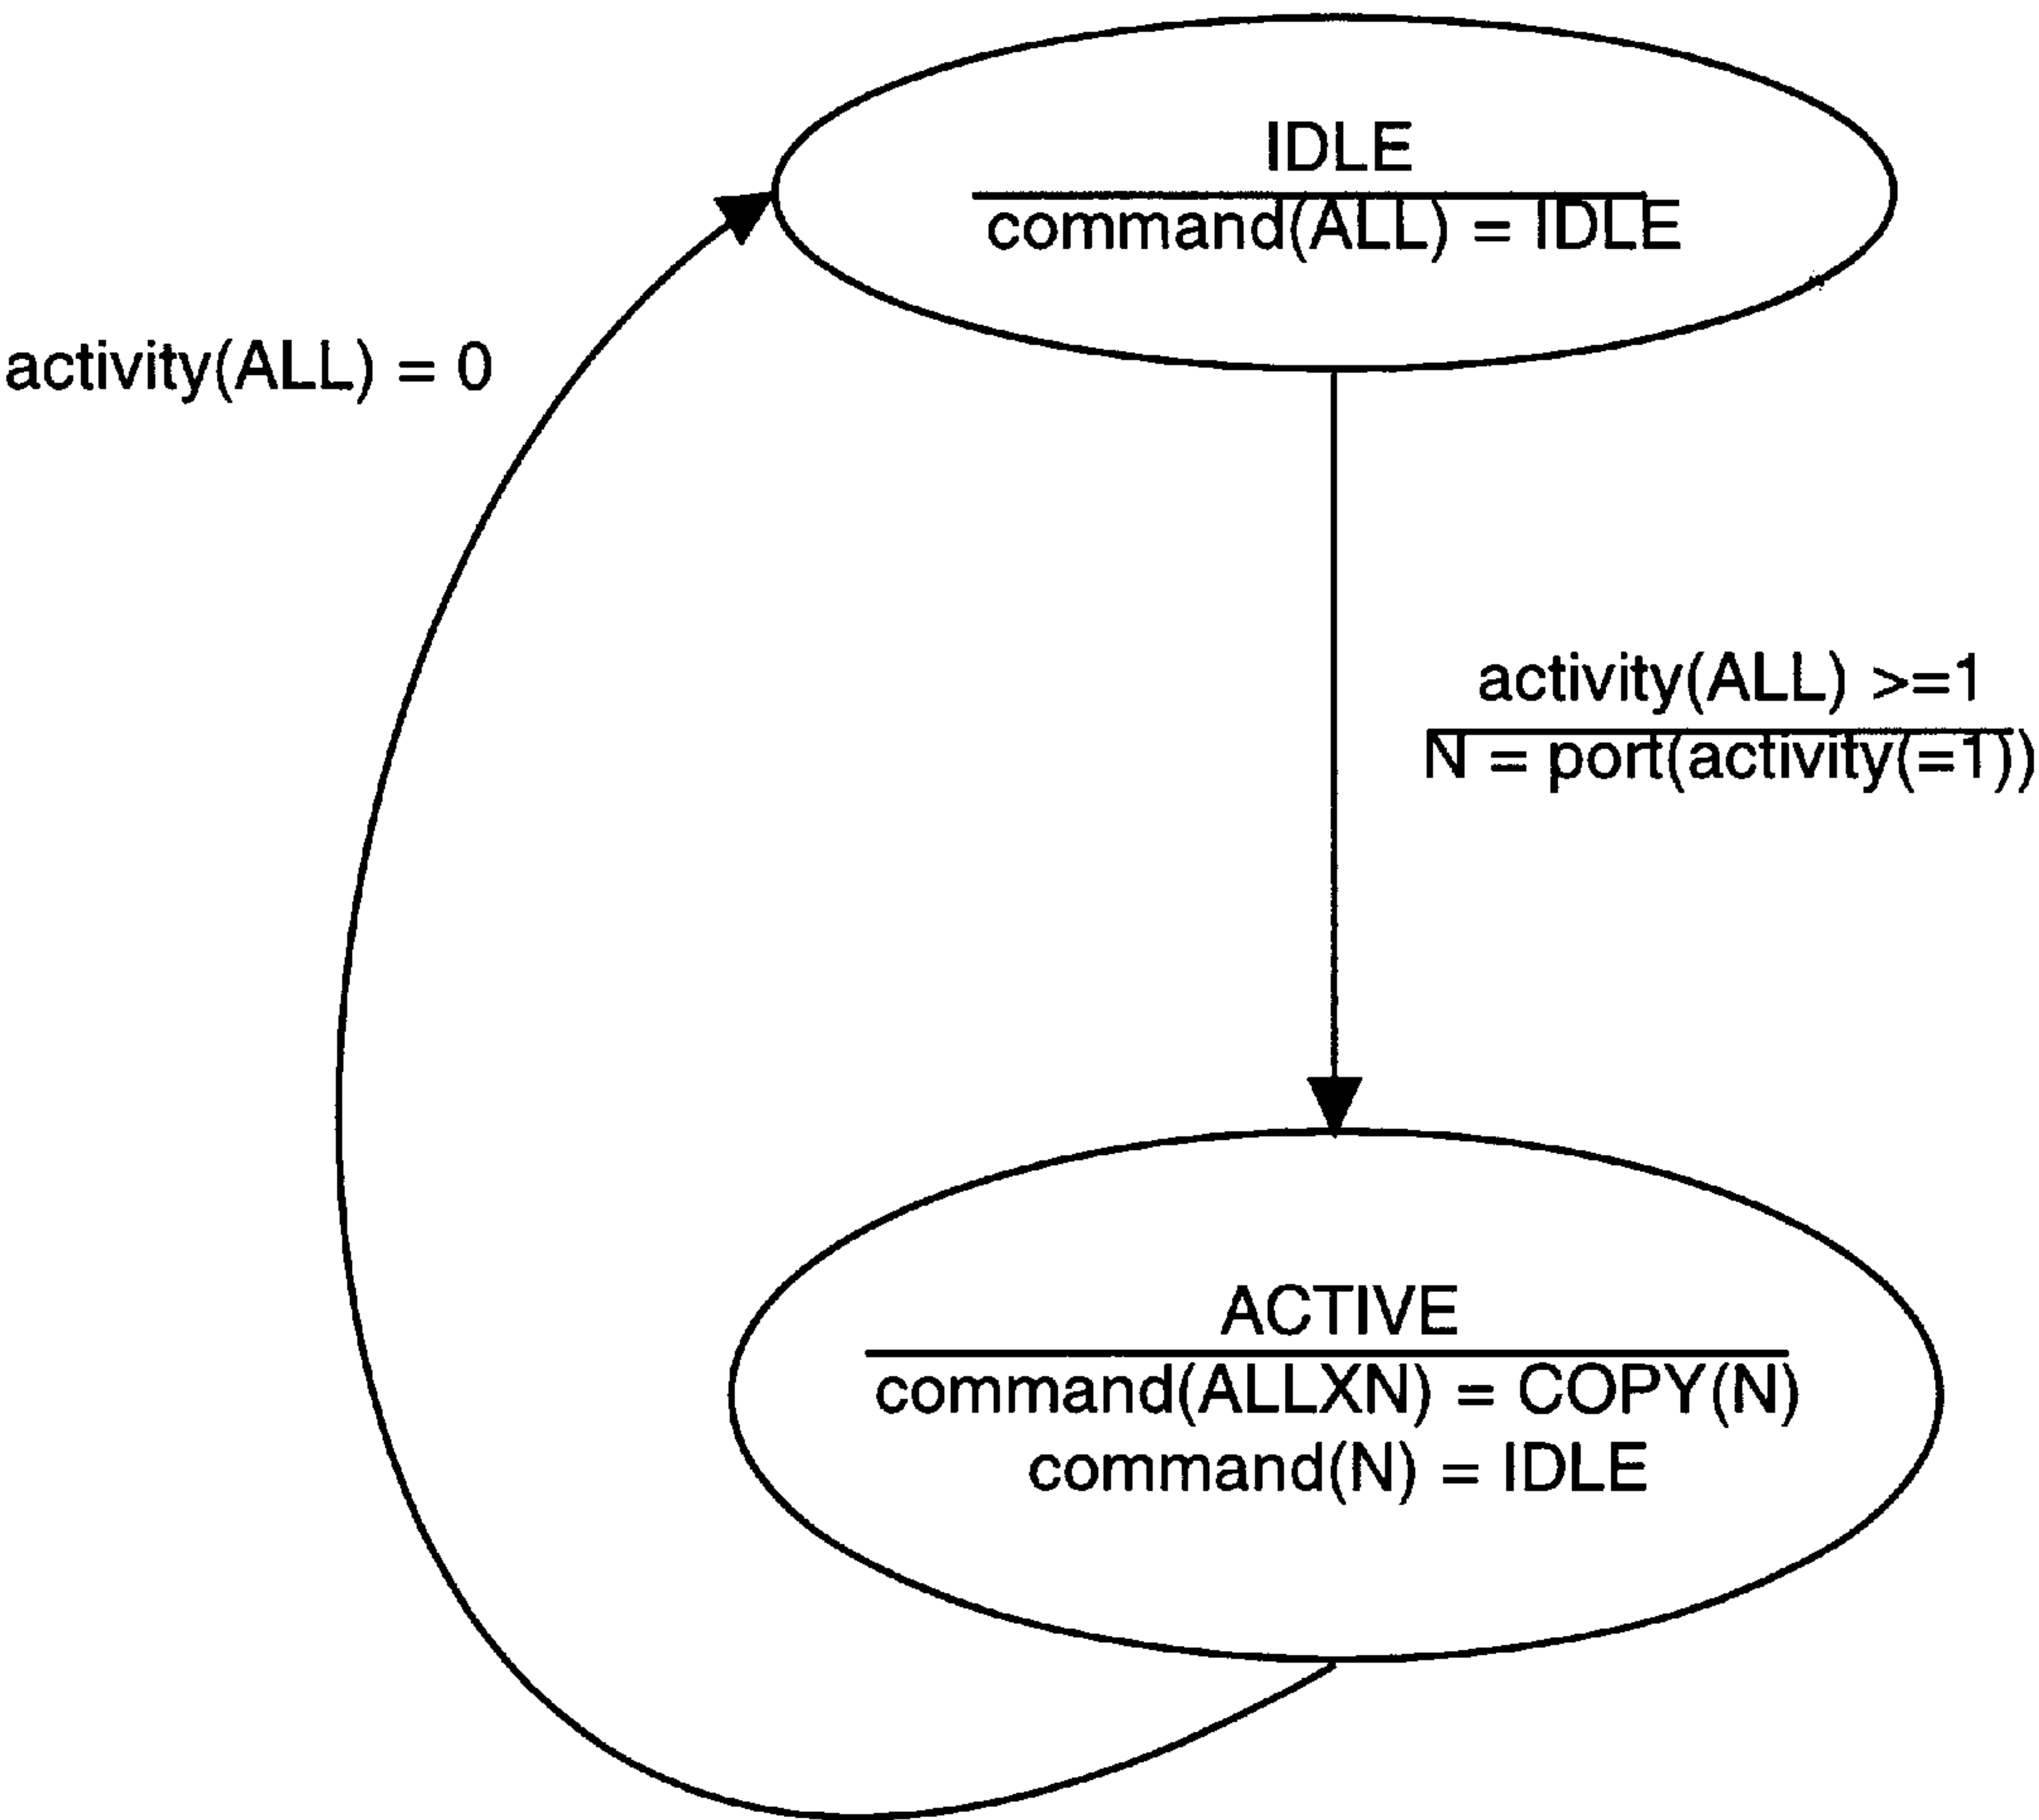 IDLE
command(ALL) = IDLE
activity(ALL) = 0
activity(ALL) >=1
N = port(activity(=1))
ACTIVE
command(ALLXN) = COPY(N)
command(N) = IDLE